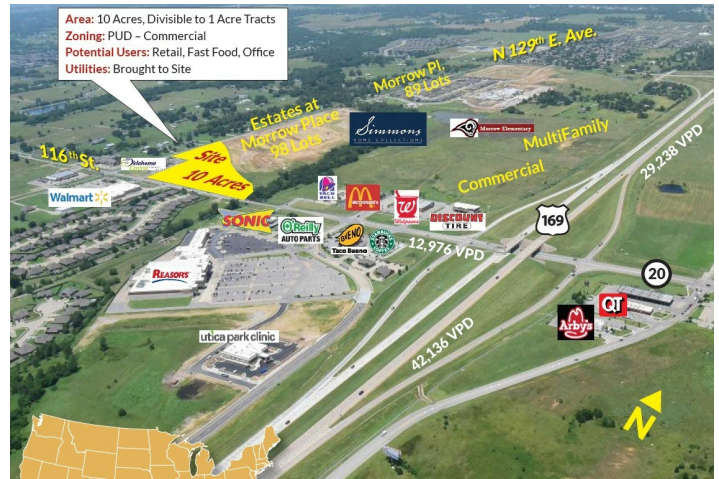 Area: 10 Acres, Divisible to 1 Acre Tracts
Zoning: PUD – Commercial
Potential Users: Retail, Fast Food, Office
Utilities: Brought to Site
N 129th E. Ave.
Morrow Pl.
89 Lots
Estates at
Morrow Place
98 Lots
Simmons
Morrow Elementary
MultiFamily
Commercial
29,238 VPD
116th St.
Oklahoma
Site
10 Acres
Walmart
TACO
BELL
McDonald's
Walgreens
DISCOUNT
TIRE
169
SONIC
O'Reilly
AUTO PARTS
BUENO
Taco Bueno
12,976 VPD
20
REASOR'S
QT
Arby's
utica park clinic
42,136 VPD
N